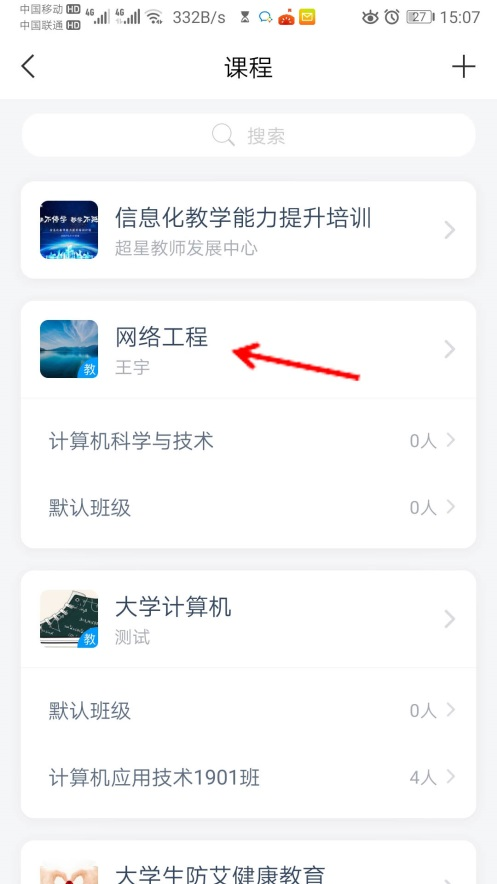 中国移动 HD 4G 4G 332B/s 27 15:07
中国联通 HD
课程
搜索
信息化教学能力提升培训
超星教师发展中心
网络工程
教
王宇
计算机科学与技术 0人
默认班级 0人
大学计算机
教
测试
默认班级 0人
计算机应用技术1901班 4人
大学生防艾健康教育